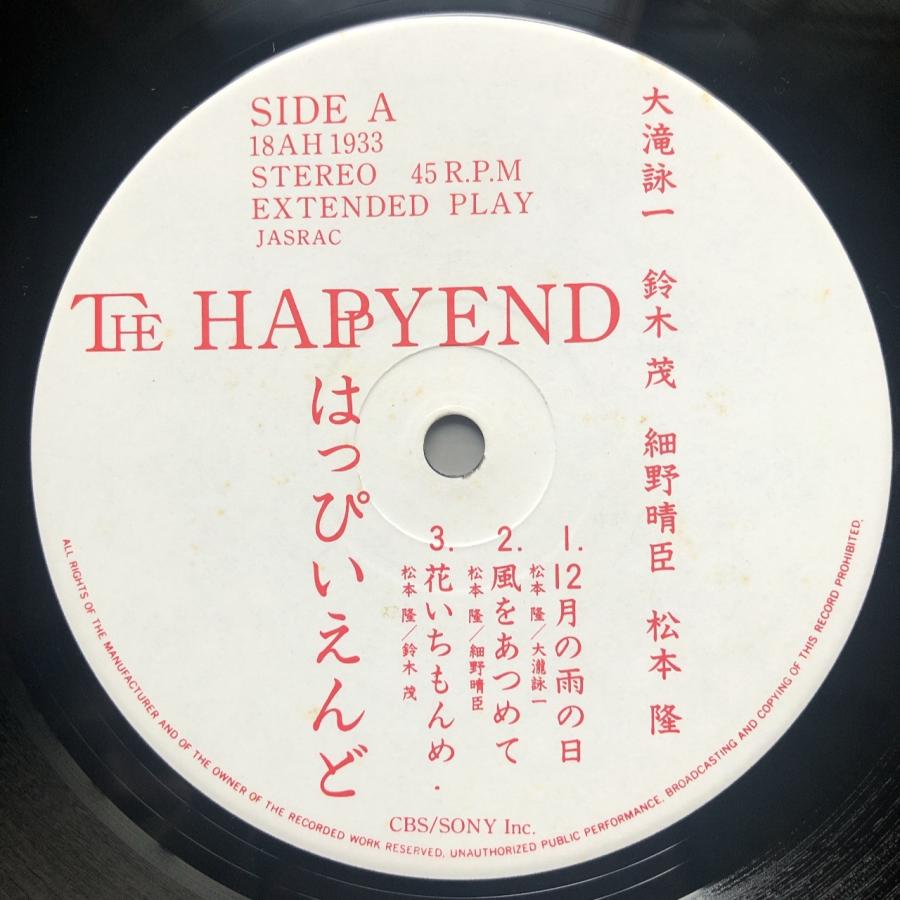 SIDE A
18AH 1933
STEREO 45 R.P.M
EXTENDED PLAY
JASRAC
THE HAPPYEND
はっぴいえんど
大滝詠一 鈴木 茂 細野晴臣 松本 隆
1. 12月の雨の日
松本 隆/大瀧詠一
2. 風をあつめて
松本 隆/細野晴臣
3. 花いちもんめ.
松本 隆/鈴木 茂
CBS/SONY Inc.
ALL RIGHTS OF THE MANUFACTURER AND OF THE OWNER OF THE RECORDED WORK RESERVED. UNAUTHORIZED PUBLIC PERFORMANCE. BROADCASTING AND COPYING OF THIS RECORD PROHIBITED.